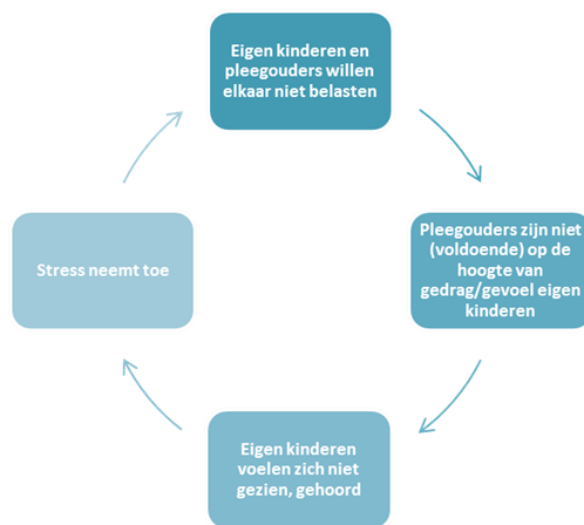 Eigen kinderen en
pleegouders willen
elkaar niet belasten
Pleegouders zijn niet
(voldoende) op de
hoogte van
gedrag/gevoel eigen
kinderen
Eigen kinderen
voelen zich niet
gezien, gehoord
Stress neemt toe